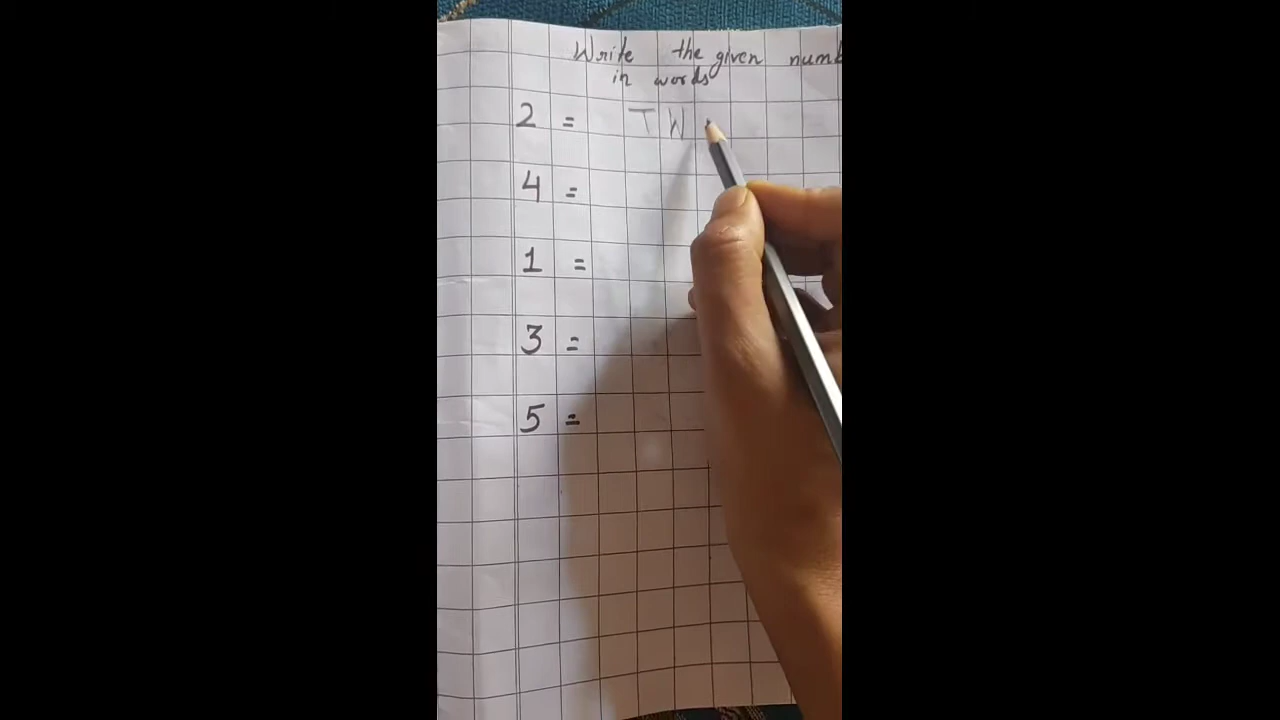 Write the given numb
in words
2 = TW
4 =
1 =
3 =
5 =